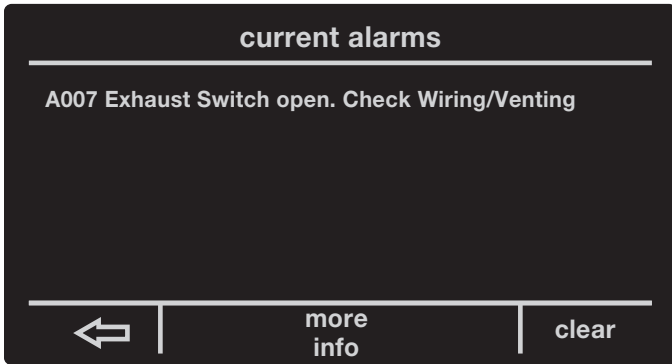 current alarms
A007 Exhaust Switch open. Check Wiring/Venting
more
info
clear